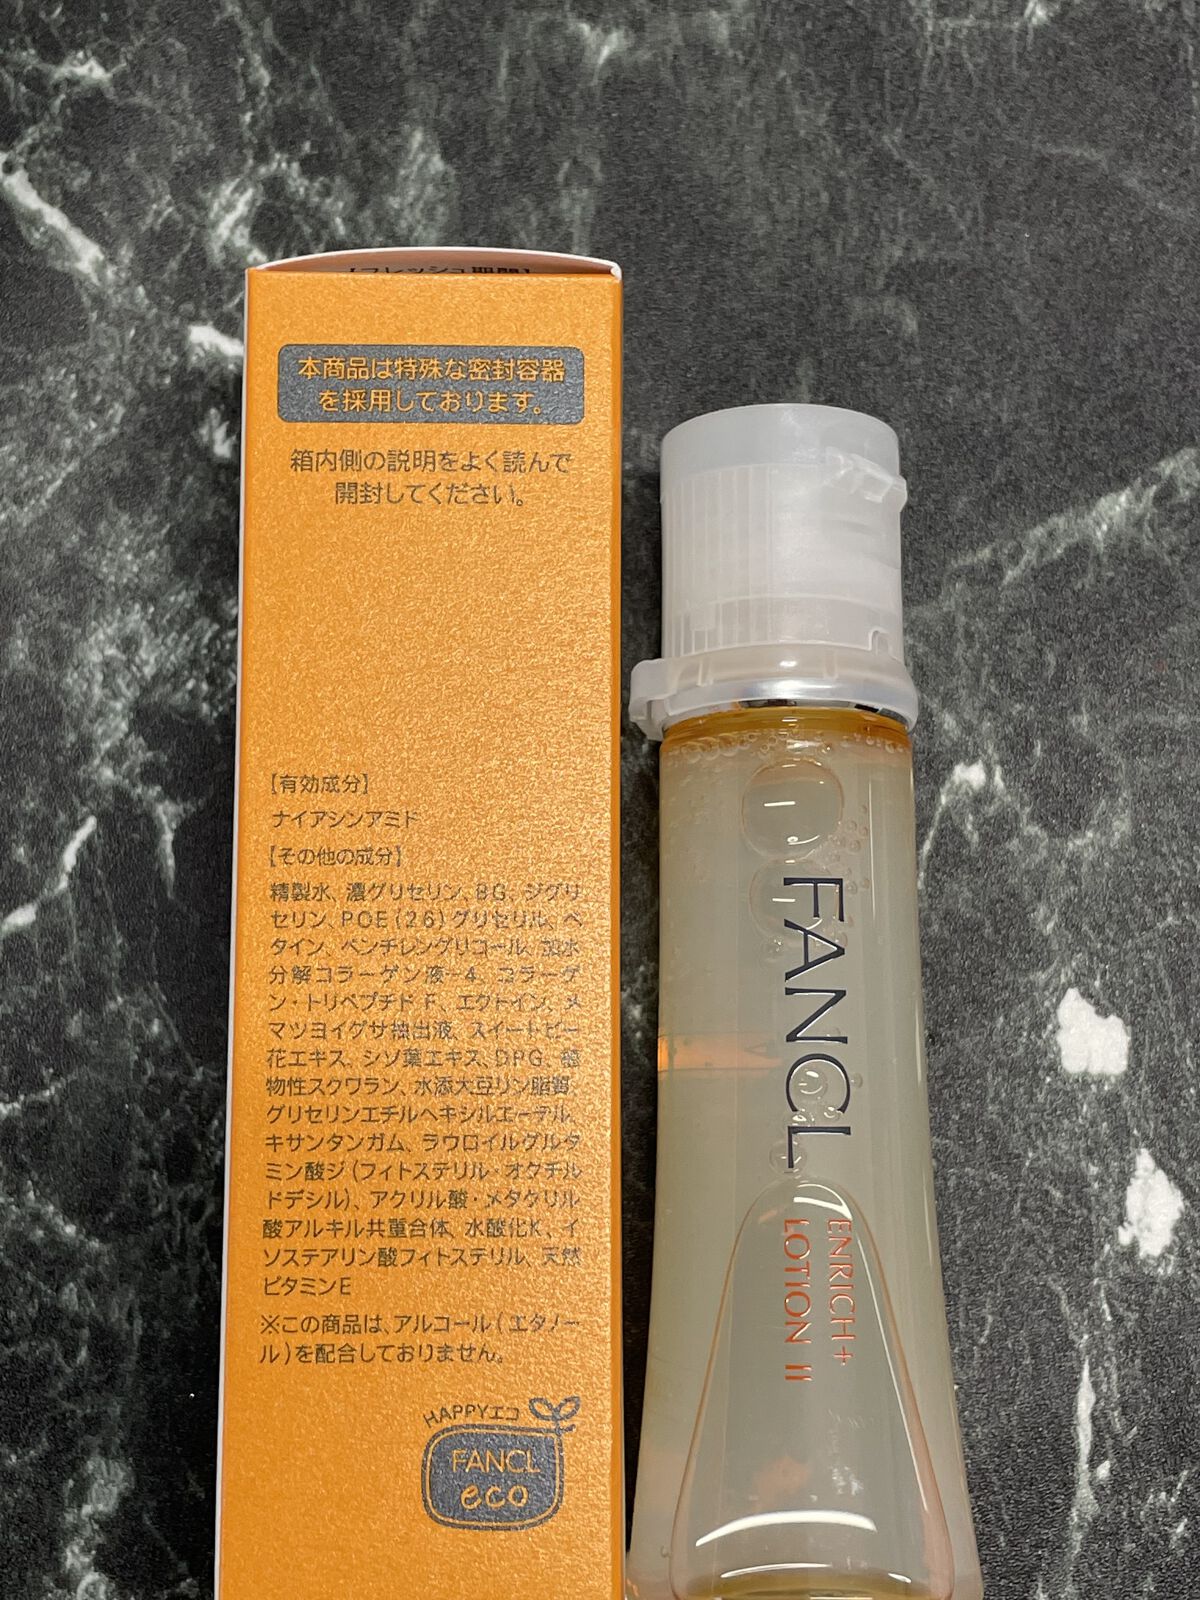 【フレッシュ期間】
本商品は特殊な密封容器
を採用しております。
箱内側の説明をよく読んで
開封してください。
【有効成分】
ナイアシンアミド
【その他の成分】
精製水、濃グリセリン、BG、ジグリ
セリン、POE(26)グリセリル、ベ
タイン、ペンチレングリコール、加水
分解コラーゲン液-4、コラーゲ
ン・トリペプチド F、エクトイン、メ
マツヨイグサ抽出液、スイートピー
花エキス、シソ葉エキス、DPG、植
物性スクワラン、水添大豆リン脂質、
グリセリンエチルヘキシルエーテル、
キサンタンガム、ラウロイルグルタ
ミン酸ジ(フィトステリル・オクチル
ドデシル)、アクリル酸・メタクリル
酸アルキル共重合体、水酸化K、イ
ソステアリン酸フィトステリル、天然
ビタミンE
※この商品は、アルコール(エタノー
ル)を配合しておりません。
HAPPYエコ
FANCL
eco
FANCL
ENRICH+
LOTION II